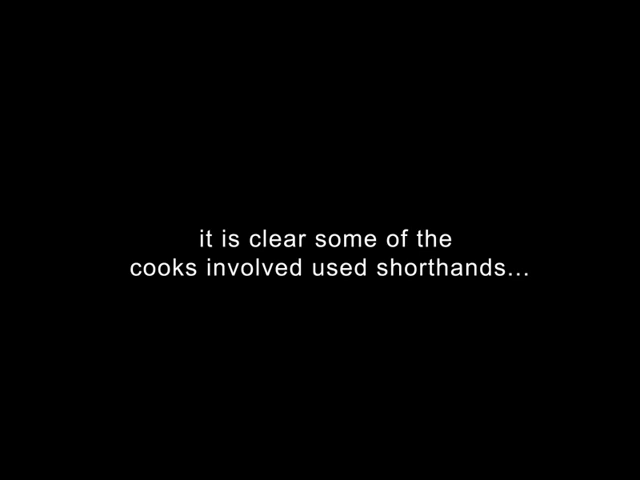 it is clear some of the
cooks involved used shorthands...